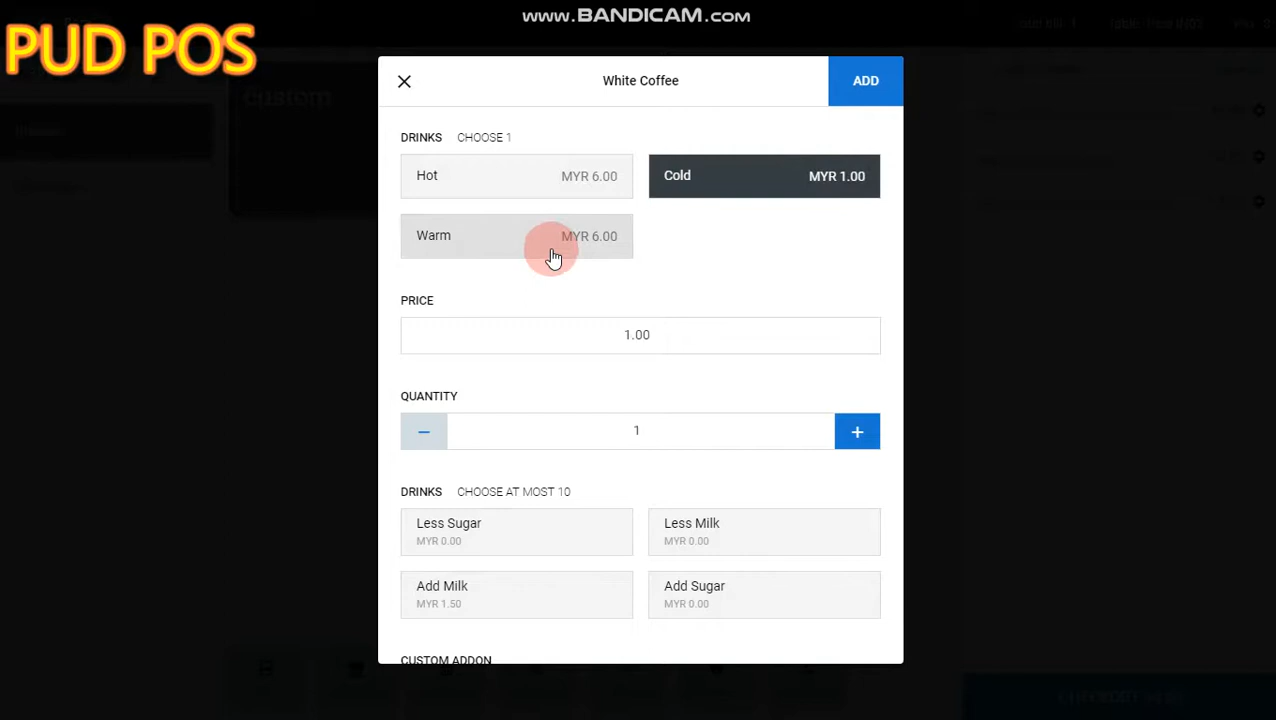 www.BANDICAM.com
PUD POS
White Coffee
ADD
DRINKS CHOOSE 1
Hot MYR 6.00
Cold MYR 1.00
Warm MYR 6.00
PRICE
1.00
QUANTITY
− 1 +
DRINKS CHOOSE AT MOST 10
Less Sugar
MYR 0.00
Less Milk
MYR 0.00
Add Milk
MYR 1.50
Add Sugar
MYR 0.00
CUSTOM ADDON
custom